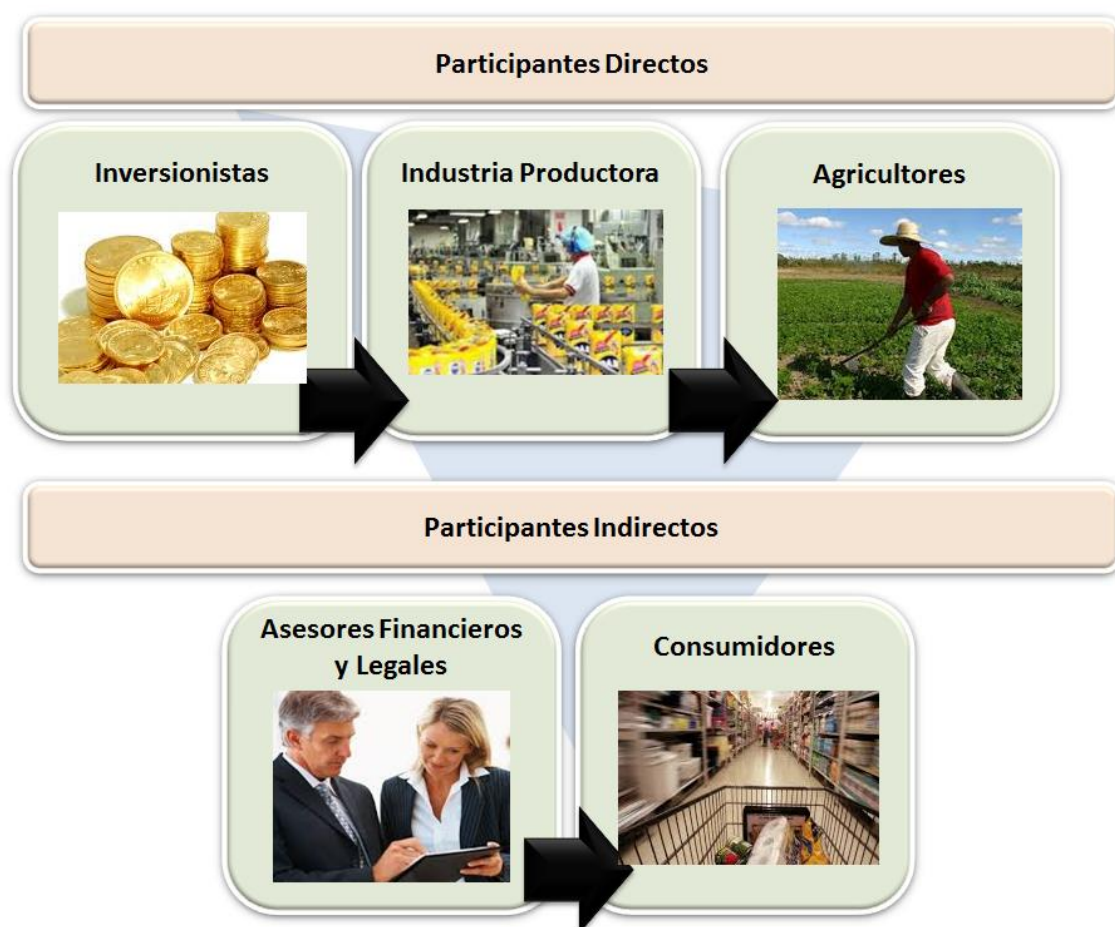 Participantes Directos
Inversionistas
Industria Productora
Agricultores
Participantes Indirectos
Asesores Financieros
y Legales
Consumidores